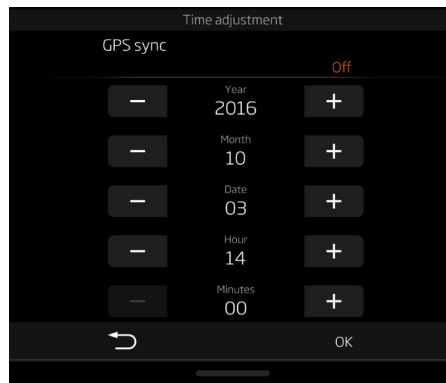 Time adjustment
GPS sync
Off
Year
− 2016 +
Month
− 10 +
Date
− 03 +
Hour
− 14 +
Minutes
− 00 +
OK